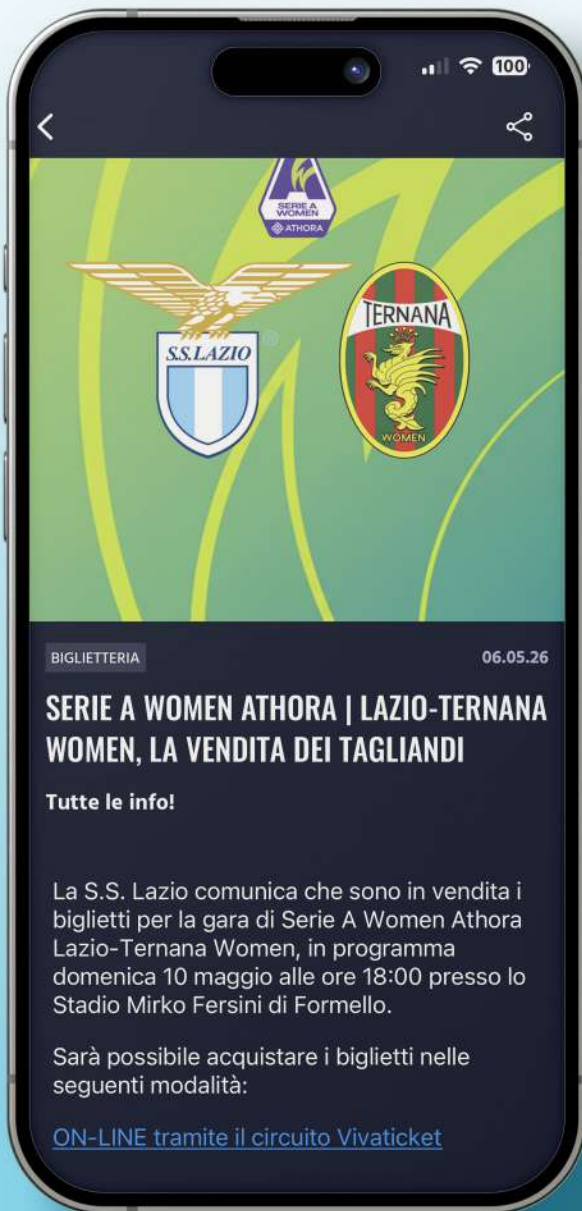 100
SERIE A
WOMEN
ATHORA
S.S.LAZIO
®
TERNANA
WOMEN
BIGLIETTERIA
06.05.26
SERIE A WOMEN ATHORA | LAZIO-TERNANA
WOMEN, LA VENDITA DEI TAGLIANDI
Tutte le info!
La S.S. Lazio comunica che sono in vendita i
biglietti per la gara di Serie A Women Athora
Lazio-Ternana Women, in programma
domenica 10 maggio alle ore 18:00 presso lo
Stadio Mirko Fersini di Formello.
Sarà possibile acquistare i biglietti nelle
seguenti modalità:
ON-LINE tramite il circuito Vivaticket